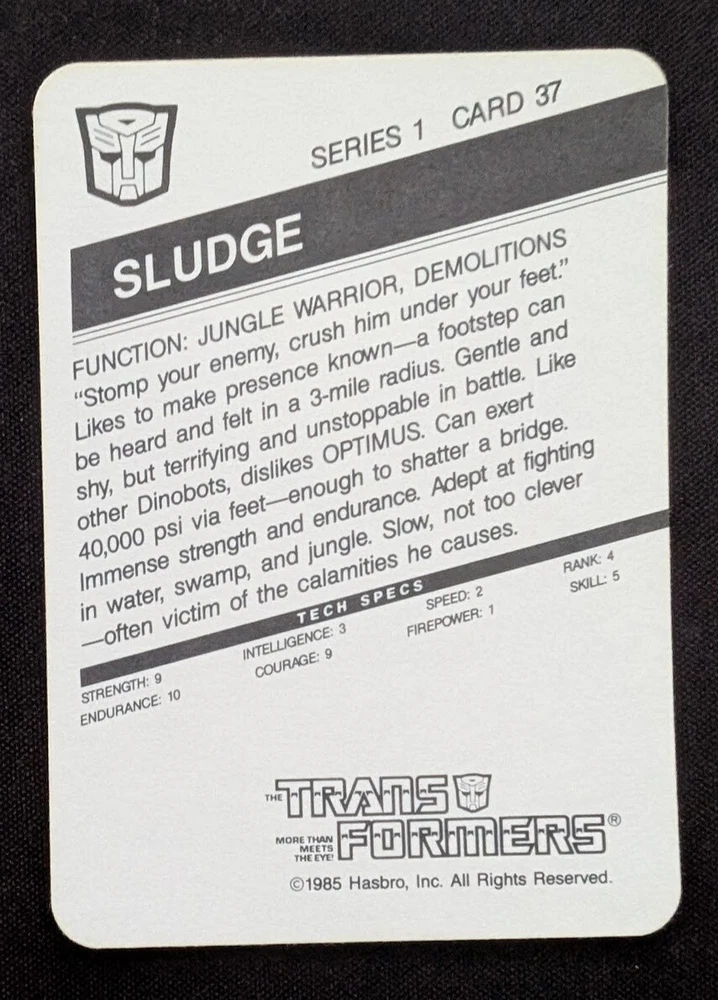 SERIES 1 CARD 37
SLUDGE
FUNCTION: JUNGLE WARRIOR, DEMOLITIONS
“Stomp your enemy, crush him under your feet.”
Likes to make presence known—a footstep can
be heard and felt in a 3-mile radius. Gentle and
shy, but terrifying and unstoppable in battle. Like
other Dinobots, dislikes OPTIMUS. Can exert
40,000 psi via feet—enough to shatter a bridge.
Immense strength and endurance. Adept at fighting
in water, swamp, and jungle. Slow, not too clever
—often victim of the calamities he causes.
TECH SPECS
STRENGTH: 9 INTELLIGENCE: 3 SPEED: 2 RANK: 4
ENDURANCE: 10 COURAGE: 9 FIREPOWER: 1 SKILL: 5
THE TRANS
FORMERS®
MORE THAN
MEETS
THE EYE!
©1985 Hasbro, Inc. All Rights Reserved.